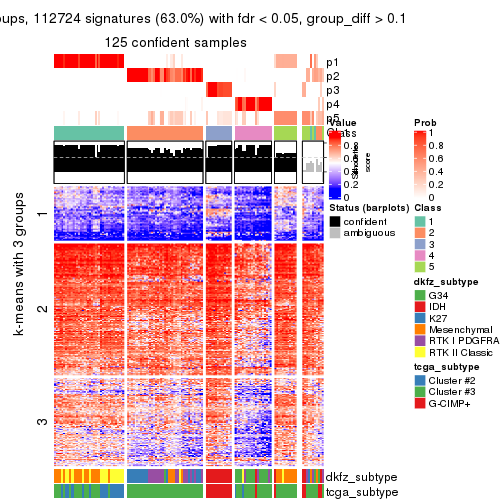 oups, 112724 signatures (63.0%) with fdr < 0.05, group_diff > 0.1
125 confident samples
p1
p2
p3
p4
p5
Class
Silhouette
score
k-means with 3 groups
1
2
3
dkfz_subtype
tcga_subtype
Value
1
0.8
0.6
0.4
0.2
0
Status (barplots)
confident
ambiguous
Prob
1
0.8
0.6
0.4
0.2
0
Class
1
2
3
4
5
dkfz_subtype
G34
IDH
K27
Mesenchymal
RTK I PDGFRA
RTK II Classic
tcga_subtype
Cluster #2
Cluster #3
G-CIMP+